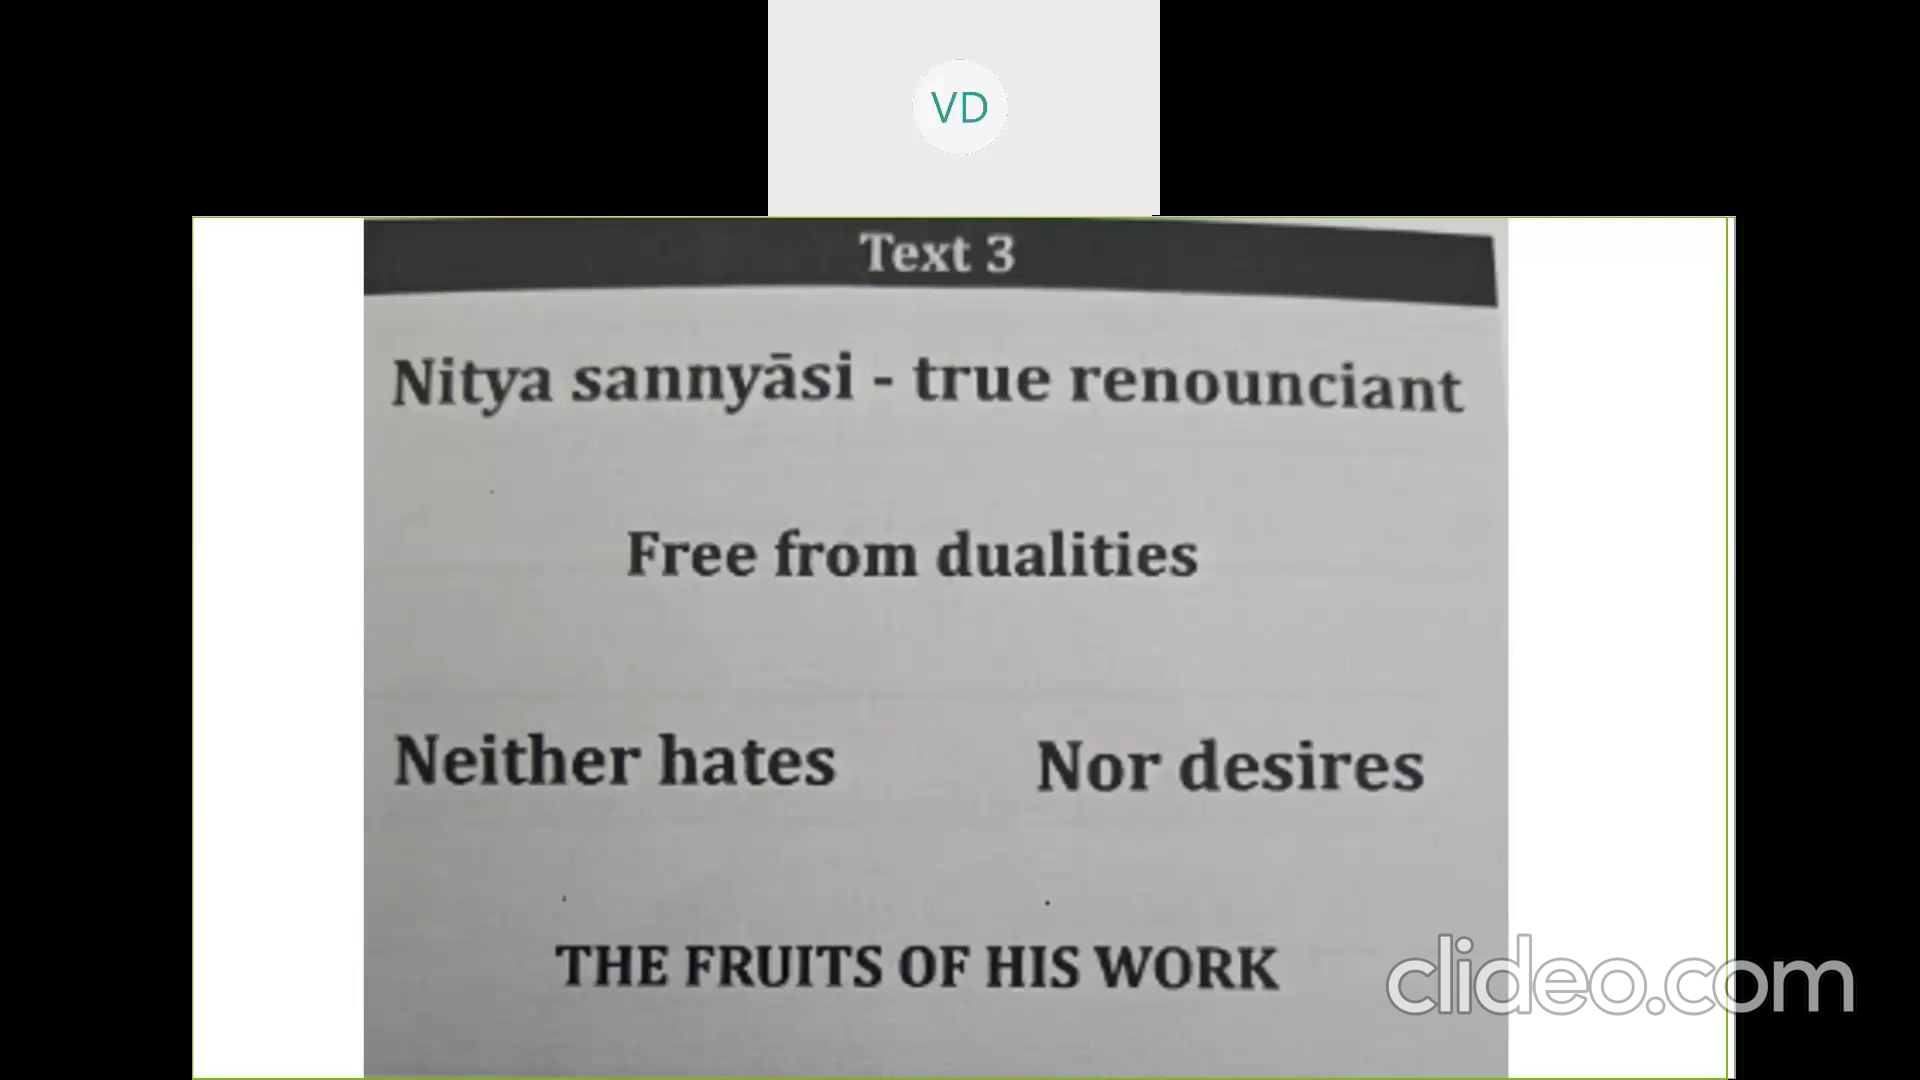 VD
Text 3
Nitya sannyāsi - true renounciant
Free from dualities
Neither hates Nor desires
THE FRUITS OF HIS WORK
clideo.com